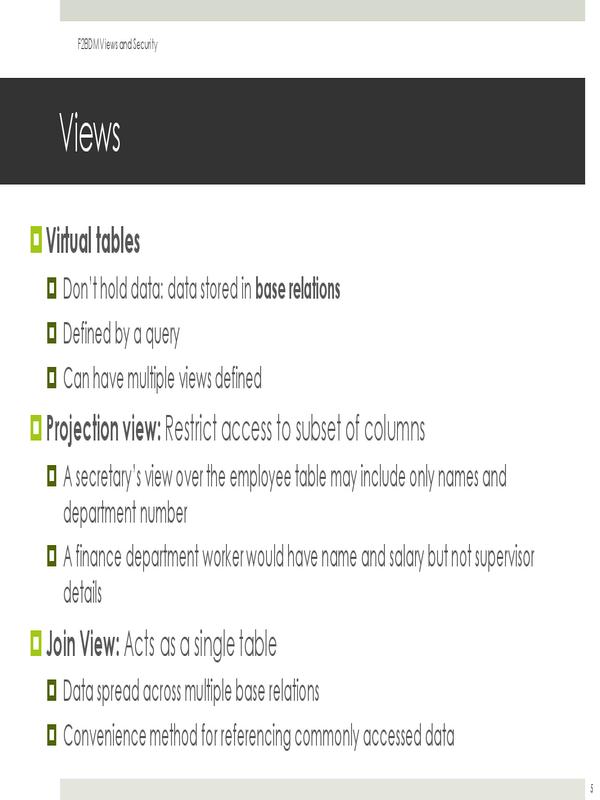 F2BDM Views and Security
Views
Virtual tables
Don't hold data: data stored in base relations
Defined by a query
Can have multiple views defined
Projection view: Restrict access to subset of columns
A secretary's view over the employee table may include only names and
department number
A finance department worker would have name and salary but not supervisor
details
Join View: Acts as a single table
Data spread across multiple base relations
Convenience method for referencing commonly accessed data
5